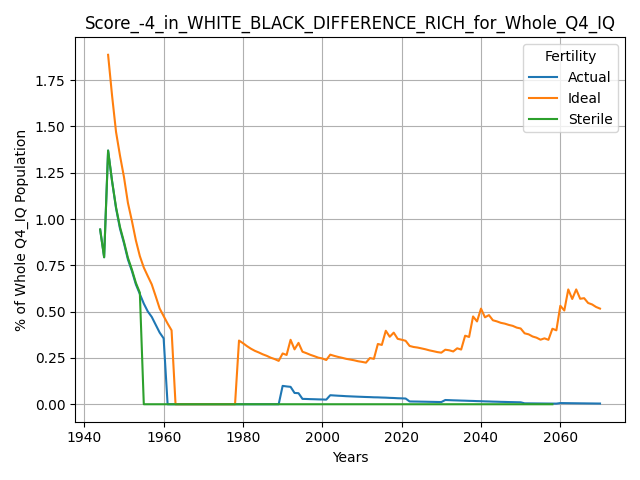 Score_-4_in_WHITE_BLACK_DIFFERENCE_RICH_for_Whole_Q4_IQ
% of Whole Q4_IQ Population
1.75
1.50
1.25
1.00
0.75
0.50
0.25
0.00
Fertility
Actual
Ideal
Sterile
1940 1960 1980 2000 2020 2040 2060
Years